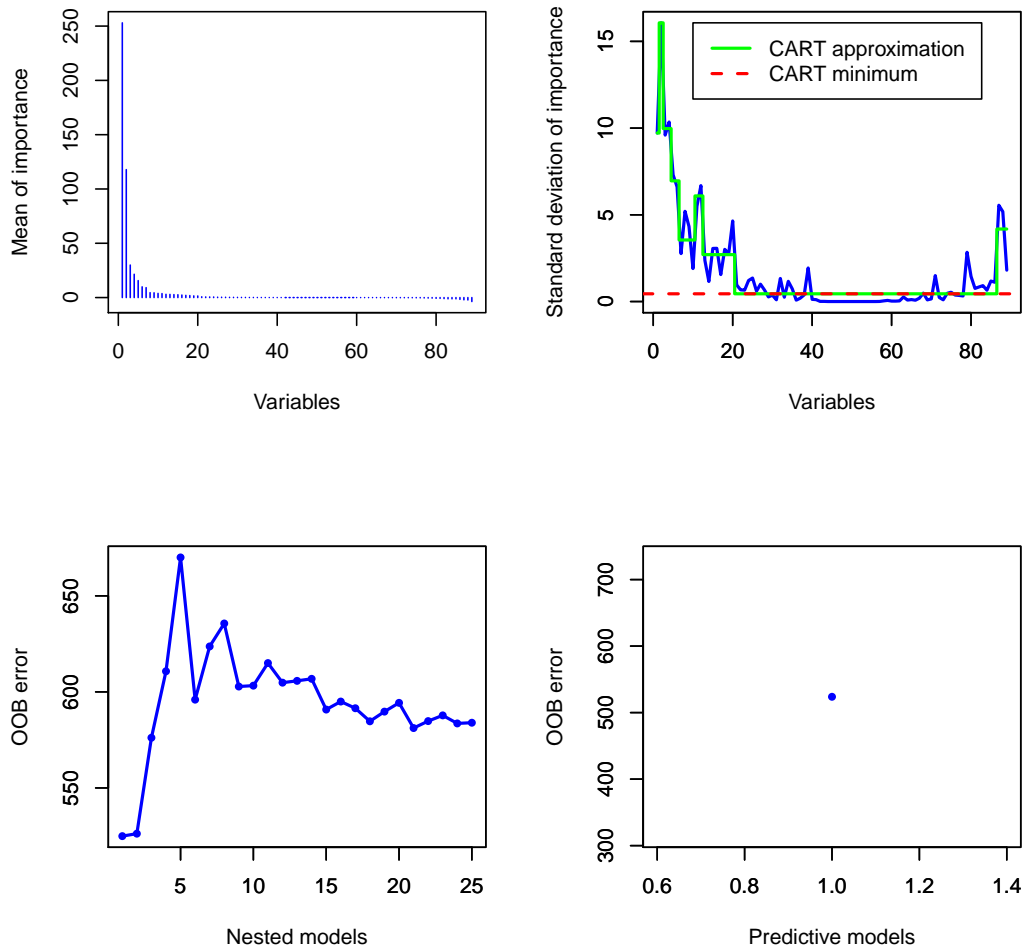 Mean of importance
250
200
150
100
50
0
0 20 40 60 80
Variables
Standard deviation of importance
15
10
5
0
CART approximation
CART minimum
0 20 40 60 80
Variables
OOB error
650
600
550
5 10 15 20 25
Nested models
OOB error
700
600
500
400
300
0.6 0.8 1.0 1.2 1.4
Predictive models